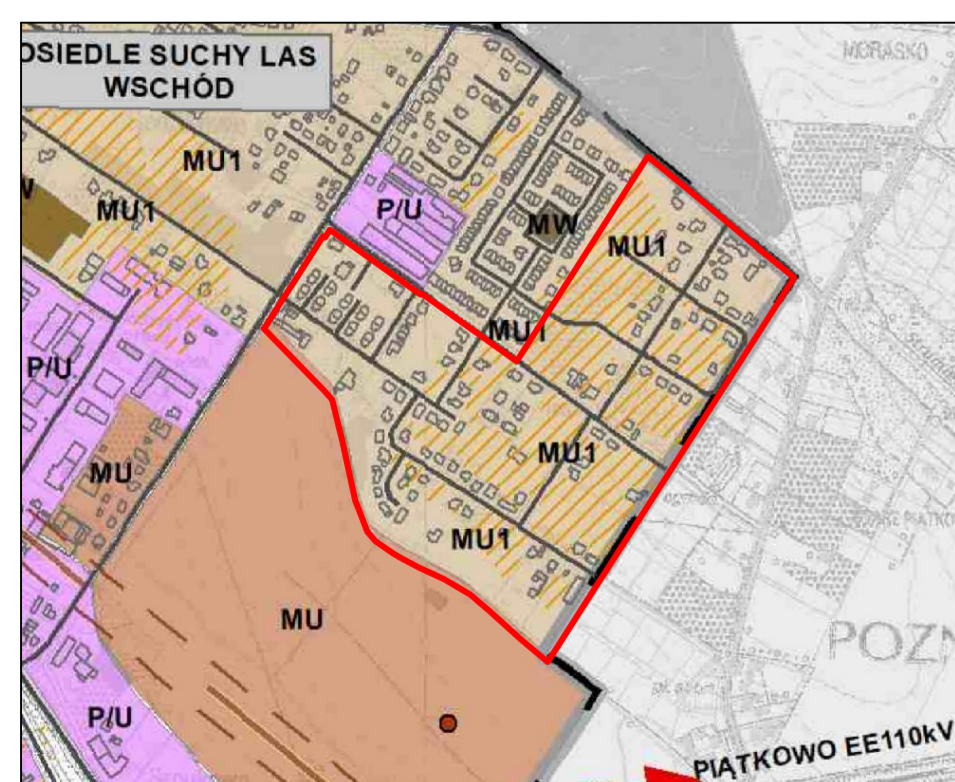 OSIEDLE SUCHY LAS
WSCHÓD
MORASKO
MU1
P/U
MW
MU1
MU1
MU1
P/U
MU1
MU
MU1
MU
POZN
P/U
PIĄTKOWO EE110kV